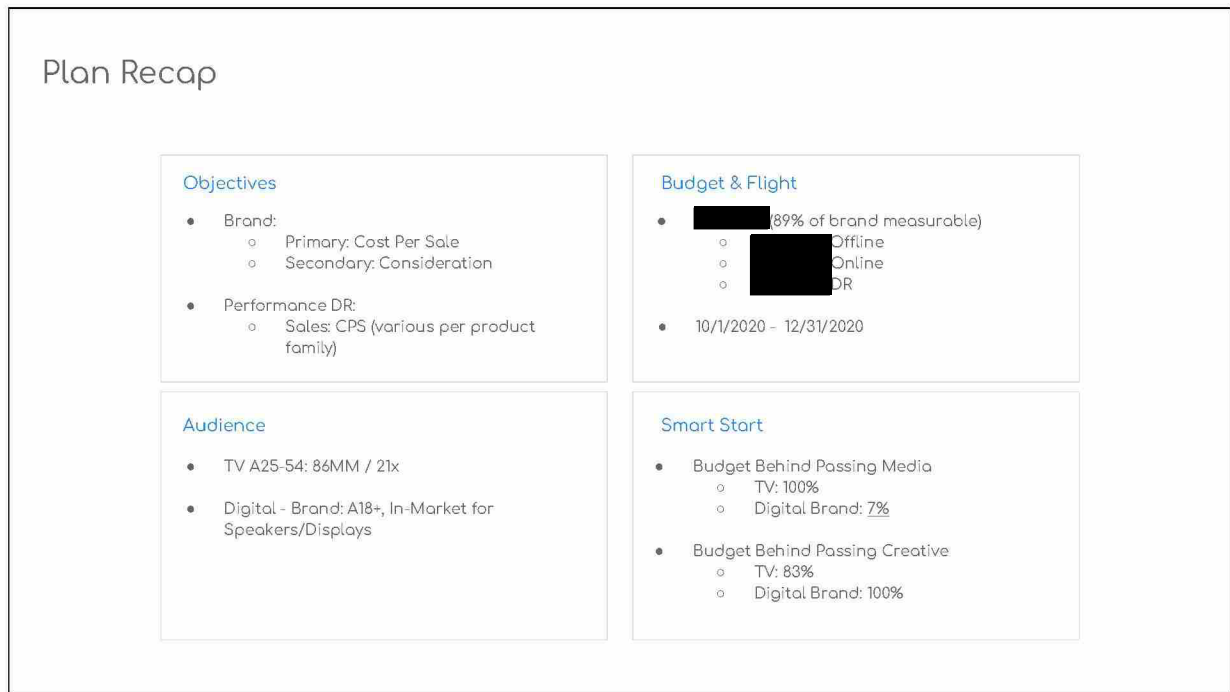 Plan Recap
Objectives
● Brand:
○ Primary: Cost Per Sale
○ Secondary: Consideration
● Performance DR:
○ Sales: CPS (various per product
family)
Budget & Flight
● (89% of brand measurable)
○ Offline
○ Online
○ DR
● 10/1/2020 - 12/31/2020
Audience
● TV A25-54: 86MM / 21x
● Digital - Brand: A18+, In-Market for
Speakers/Displays
Smart Start
● Budget Behind Passing Media
○ TV: 100%
○ Digital Brand: 7%
● Budget Behind Passing Creative
○ TV: 83%
○ Digital Brand: 100%